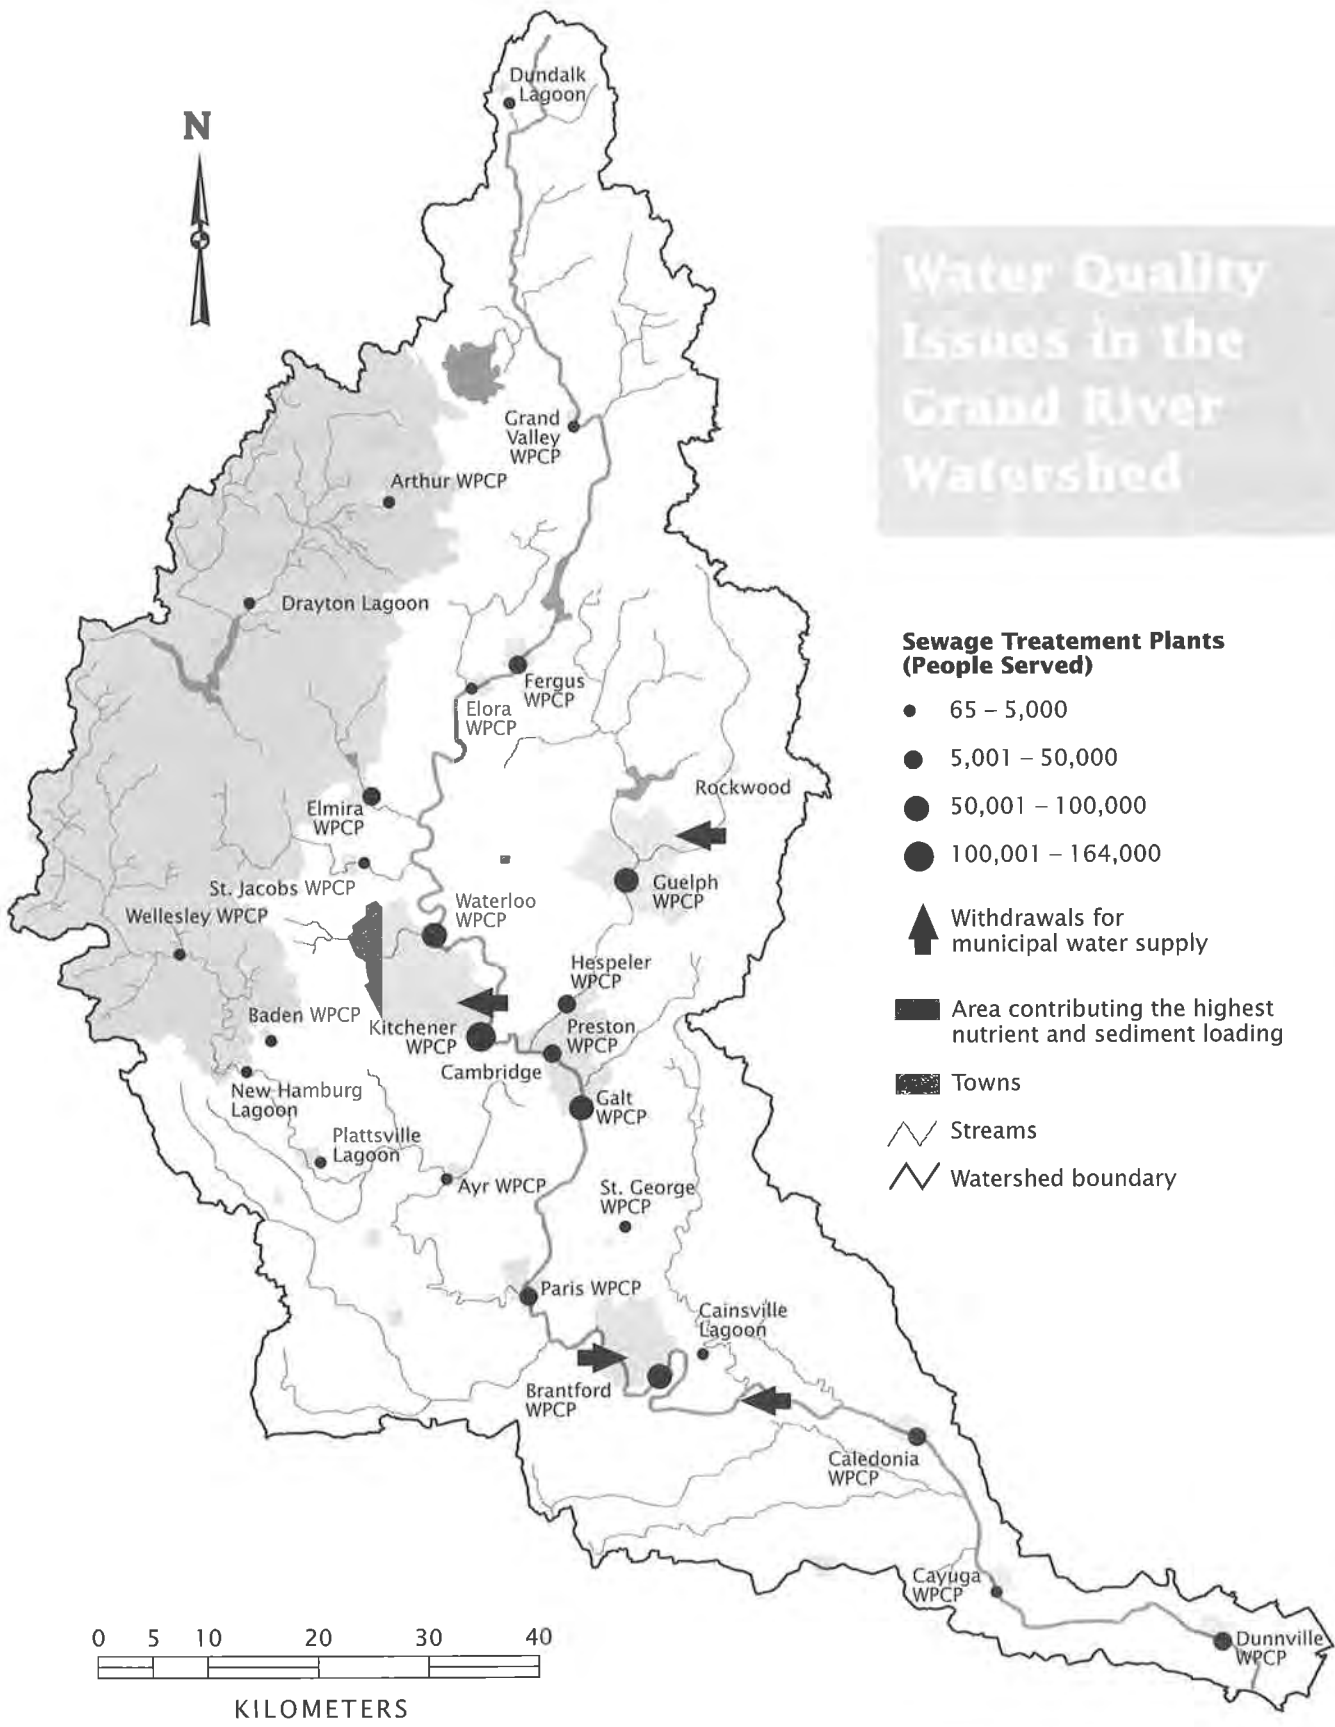 Dundalk
Lagoon
N
Water Quality
Issues in the
Grand River
Watershed
Grand
Valley
WPCP
Arthur WPCP
Drayton Lagoon
Fergus
WPCP
Elora
WPCP
Rockwood
Elmira
WPCP
Guelph
WPCP
St. Jacobs WPCP
Waterloo
WPCP
Wellesley WPCP
Hespeler
WPCP
Baden WPCP
Kitchener
WPCP
Preston
WPCP
Cambridge
New Hamburg
Lagoon
Galt
WPCP
Plattsville
Lagoon
Ayr WPCP
St. George
WPCP
Paris WPCP
Cainsville
Lagoon
Brantford
WPCP
Caledonia
WPCP
Cayuga
WPCP
Dunnville
WPCP
Sewage Treatement Plants
(People Served)
65 – 5,000
5,001 – 50,000
50,001 – 100,000
100,001 – 164,000
Withdrawals for
municipal water supply
Area contributing the highest
nutrient and sediment loading
Towns
Streams
Watershed boundary
0 5 10 20 30 40
KILOMETERS